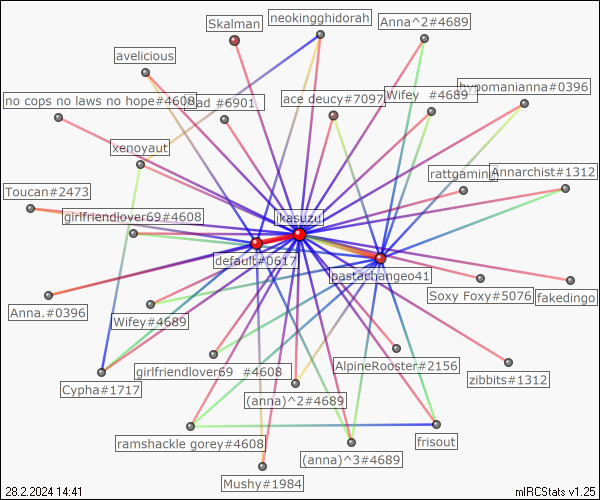 neokingghidorah
Skalman
Anna^2#4689
avelicious
hypomanianna#0396
no cops no laws no hope#4608
#6901
ace deucy#7097
Wifey #4689
xenoyaut
rattgaming
Annarchist#1312
Toucan#2473
girlfriendlover69#4608
ikasuzu
default#0617
pastachangeo41
Soxy Foxy#5076
fakedingo
Anna.#0396
Wifey#4689
girlfriendlover69 #4608
AlpineRooster#2156
zibbits#1312
Cypha#1717
(anna)^2#4689
ramshackle gorey#4608
frisout
(anna)^3#4689
Mushy#1984
28.2.2024 14:41
mIRCStats v1.25